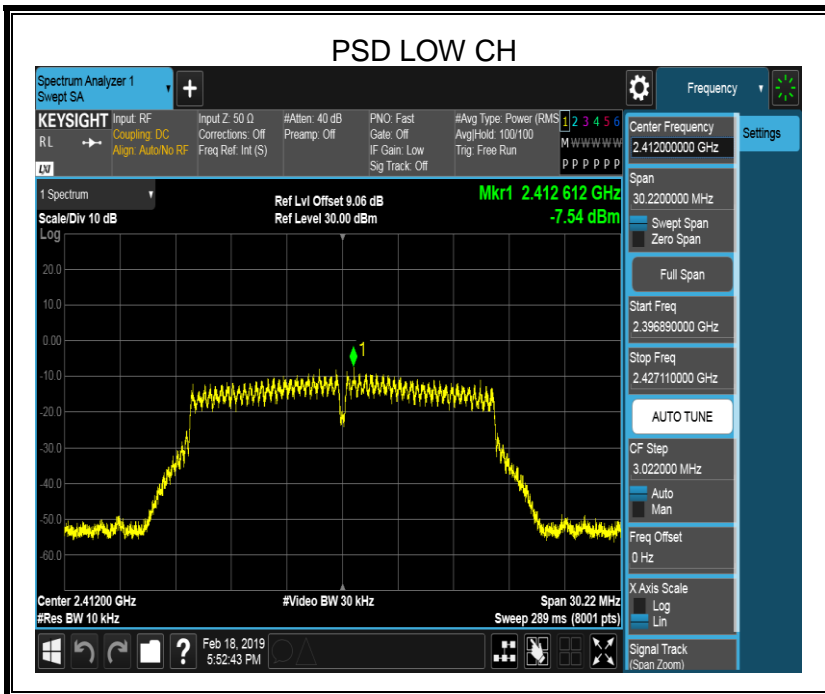 PSD LOW CH
Spectrum Analyzer 1
Swept SA
+
Frequency
KEYSIGHT
RL
LXI
Input: RF
Coupling: DC
Align: Auto/No RF
Input Z: 50 Ω
Corrections: Off
Freq Ref: Int (S)
#Atten: 40 dB
Preamp: Off
PNO: Fast
Gate: Off
IF Gain: Low
Sig Track: Off
#Avg Type: Power (RMS
Avg|Hold: 100/100
Trig: Free Run
1 2 3 4 5 6
M W W W W W
P P P P P P
1 Spectrum
Scale/Div 10 dB
Log
Ref Lvl Offset 9.06 dB
Ref Level 30.00 dBm
Mkr1 2.412 612 GHz
-7.54 dBm
20.0
10.0
0.00
-10.0
-20.0
-30.0
-40.0
-50.0
-60.0
1
Center 2.41200 GHz
#Res BW 10 kHz
#Video BW 30 kHz
Span 30.22 MHz
Sweep 289 ms (8001 pts)
Center Frequency
2.412000000 GHz
Settings
Span
30.2200000 MHz
Swept Span
Zero Span
Full Span
Start Freq
2.396890000 GHz
Stop Freq
2.427110000 GHz
AUTO TUNE
CF Step
3.022000 MHz
Auto
Man
Freq Offset
0 Hz
X Axis Scale
Log
Lin
Signal Track
(Span Zoom)
?
Feb 18, 2019
5:52:43 PM